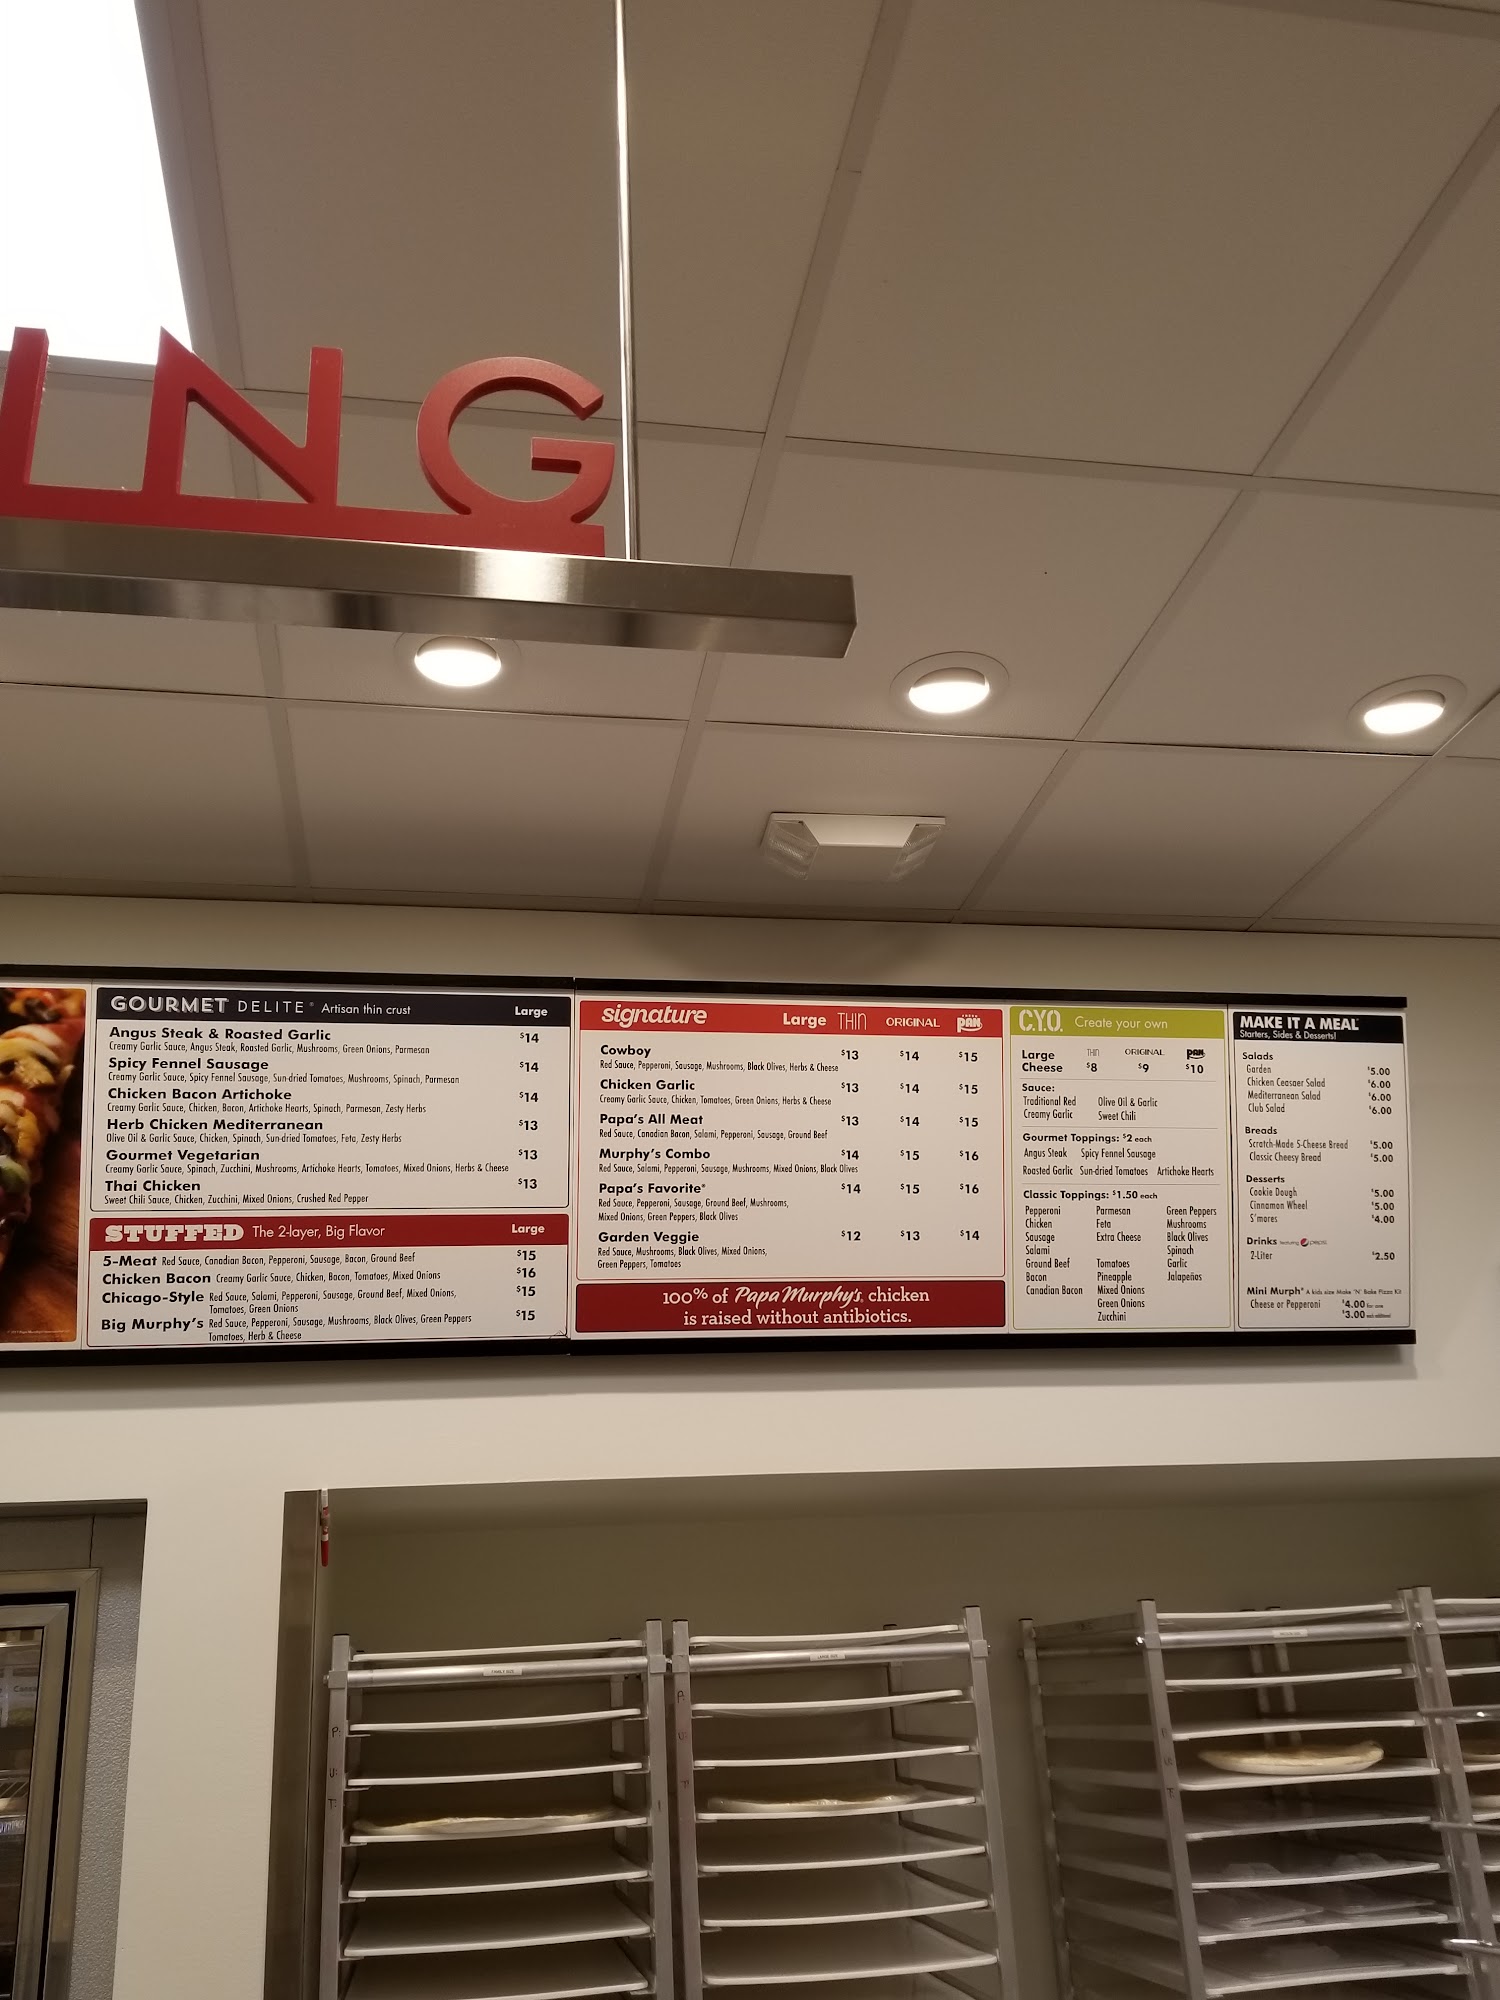 ING
GOURMET DELITE® Artisan thin crust Large
Angus Steak & Roasted Garlic $14
Creamy Garlic Sauce, Angus Steak, Roasted Garlic, Mushrooms, Green Onions, Parmesan
Spicy Fennel Sausage $14
Creamy Garlic Sauce, Spicy Fennel Sausage, Sun-dried Tomatoes, Mushrooms, Spinach, Parmesan
Chicken Bacon Artichoke $14
Creamy Garlic Sauce, Chicken, Bacon, Artichoke Hearts, Spinach, Parmesan, Zesty Herbs
Herb Chicken Mediterranean $13
Olive Oil & Garlic Sauce, Chicken, Spinach, Sun-dried Tomatoes, Feta, Zesty Herbs
Gourmet Vegetarian $13
Creamy Garlic Sauce, Spinach, Zucchini, Mushrooms, Artichoke Hearts, Tomatoes, Mixed Onions, Herbs & Cheese
Thai Chicken $13
Sweet Chili Sauce, Chicken, Zucchini, Mixed Onions, Crushed Red Pepper
STUFFED The 2-layer, Big Flavor Large
5-Meat Red Sauce, Canadian Bacon, Pepperoni, Sausage, Bacon, Ground Beef $15
Chicken Bacon Creamy Garlic Sauce, Chicken, Bacon, Tomatoes, Mixed Onions $16
Chicago-Style Red Sauce, Salami, Pepperoni, Sausage, Ground Beef, Mixed Onions, $15
Tomatoes, Green Onions
Big Murphy's Red Sauce, Pepperoni, Sausage, Mushrooms, Black Olives, Green Peppers $15
Tomatoes, Herb & Cheese
signature Large THIN ORIGINAL PAN
Cowboy $13 $14 $15
Red Sauce, Pepperoni, Sausage, Mushrooms, Black Olives, Herbs & Cheese
Chicken Garlic $13 $14 $15
Creamy Garlic Sauce, Chicken, Tomatoes, Green Onions, Herbs & Cheese
Papa's All Meat $13 $14 $15
Red Sauce, Canadian Bacon, Salami, Pepperoni, Sausage, Ground Beef
Murphy's Combo $14 $15 $16
Red Sauce, Salami, Pepperoni, Sausage, Mushrooms, Mixed Onions, Black Olives
Papa's Favorite® $14 $15 $16
Red Sauce, Pepperoni, Sausage, Ground Beef, Mushrooms,
Mixed Onions, Green Peppers, Black Olives
Garden Veggie $12 $13 $14
Red Sauce, Mushrooms, Black Olives, Mixed Onions,
Green Peppers, Tomatoes
100% of Papa Murphy's chicken
is raised without antibiotics.
C.Y.O. Create your own
Large THIN ORIGINAL PAN
Cheese $8 $9 $10
Sauce:
Traditional Red Olive Oil & Garlic
Creamy Garlic Sweet Chili
Gourmet Toppings: $2 each
Angus Steak Spicy Fennel Sausage
Roasted Garlic Sun-dried Tomatoes Artichoke Hearts
Classic Toppings: $1.50 each
Pepperoni Parmesan Green Peppers
Chicken Feta Mushrooms
Sausage Extra Cheese Black Olives
Salami Spinach
Ground Beef Tomatoes Garlic
Bacon Pineapple Jalapeñas
Canadian Bacon Mixed Onions
Green Onions
Zucchini
MAKE IT A MEAL
Starters, Sides & Desserts!
Salads
Garden $5.00
Chicken Ceasaer Salad $6.00
Mediterranean Salad $6.00
Club Salad $6.00
Breads
Scratch-Made 5-Cheese Bread $5.00
Classic Cheesy Bread $5.00
Desserts
Cookie Dough $5.00
Cinnamon Wheel $5.00
S'mores $4.00
Drinks featuring pepsi
2-Liter $2.50
Mini Murph® A kids size Make 'N' Bake Pizza Kit
Cheese or Pepperoni $4.00 for one
$3.00 each additional
FAMILY SIZE
LARGE SIZE